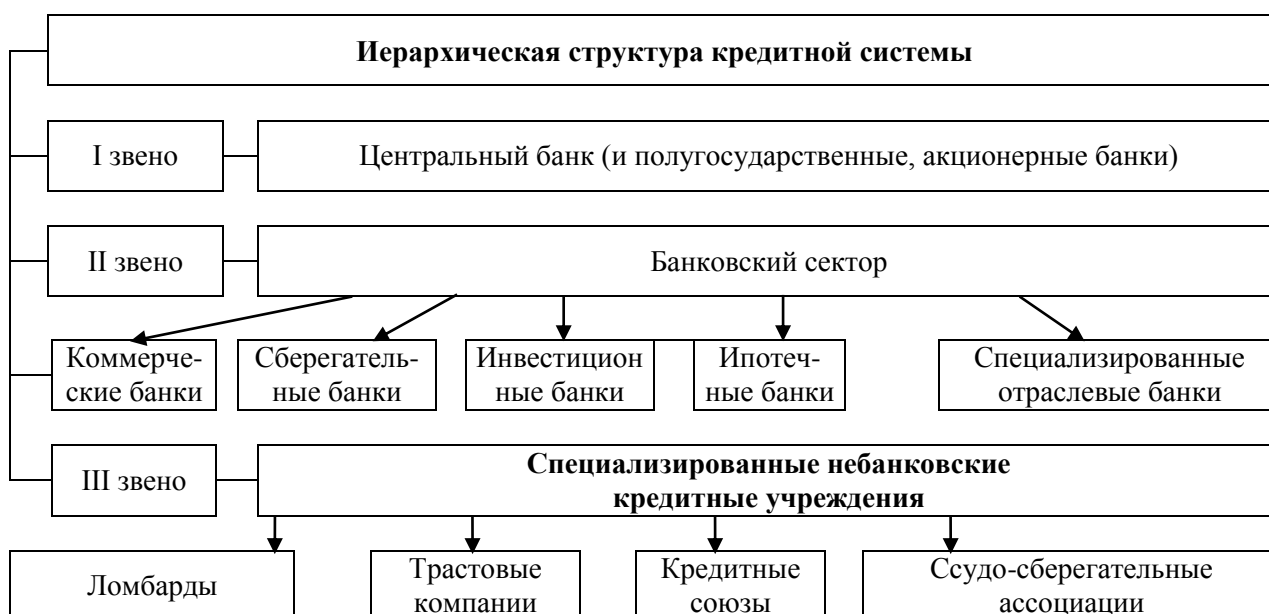 Иерархическая структура кредитной системы
I звено
Центральный банк (и полугосударственные, акционерные банки)
II звено
Банковский сектор
Коммерче-
ские банки
Сберегатель-
ные банки
Инвестицион
ные банки
Ипотеч-
ные банки
Специализированные
отраслевые банки
III звено
Специализированные небанковские
кредитные учреждения
Ломбарды
Трастовые
компании
Кредитные
союзы
Ссудо-сберегательные
ассоциации